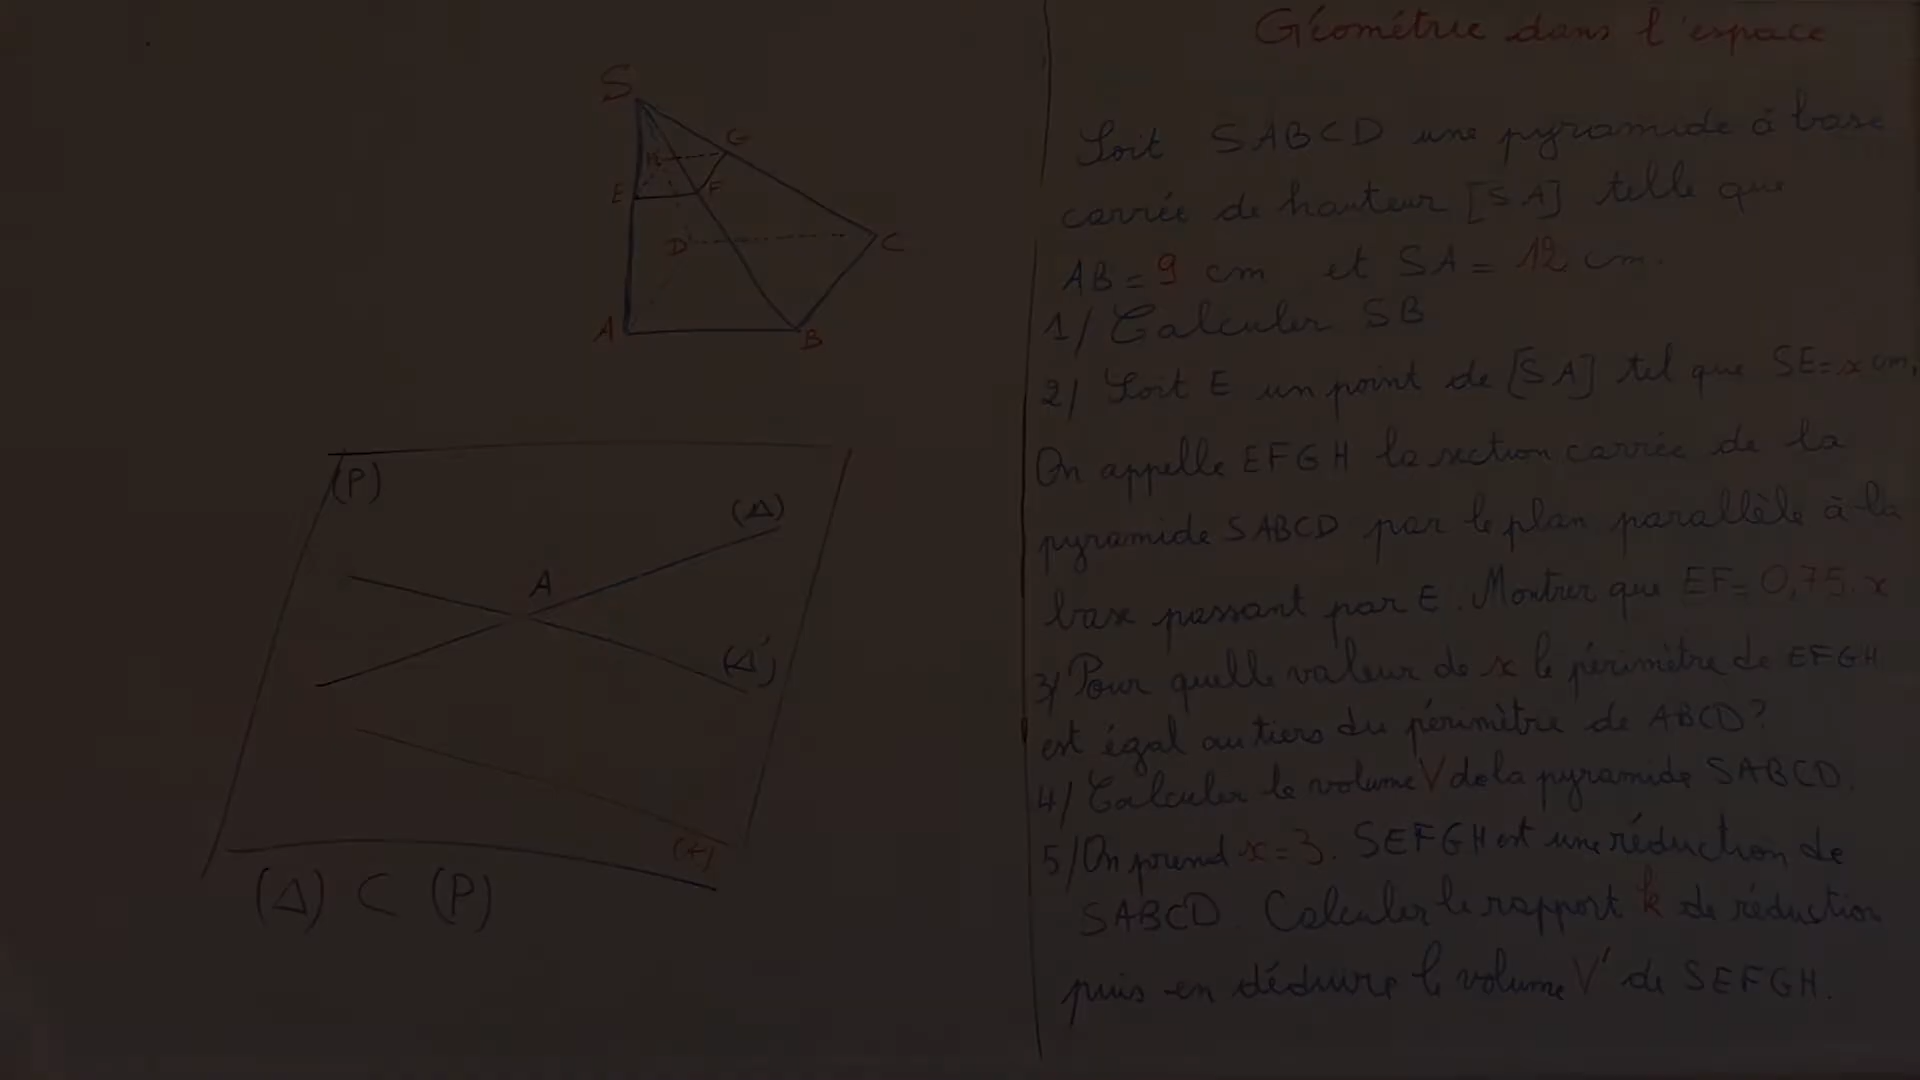 Géométrie dans l'espace
Soit SABCD une pyramide à base
carrée de hauteur [SA] telle que
AB = 9 cm et SA = 12 cm.
1/ Calculer SB
2/ Soit E un point de [SA] tel que SE = x cm,
On appelle EFGH la section carrée de la
pyramide SABCD par le plan parallèle à la
base passant par E. Montrer que EF = 0,75.x
3/ Pour quelle valeur de x le périmètre de EFGH
est égal au tiers du périmètre de ABCD?
4/ Calculer le volume V de la pyramide SABCD.
5/ On prend x = 3. SEFGH est une réduction de
SABCD. Calculer le rapport k de réduction
puis en déduire le volume V' de SEFGH.
S
G
H
E F
D C
A B
(P)
(Δ)
A
(Δ')
(Δ) ⊂ (P)